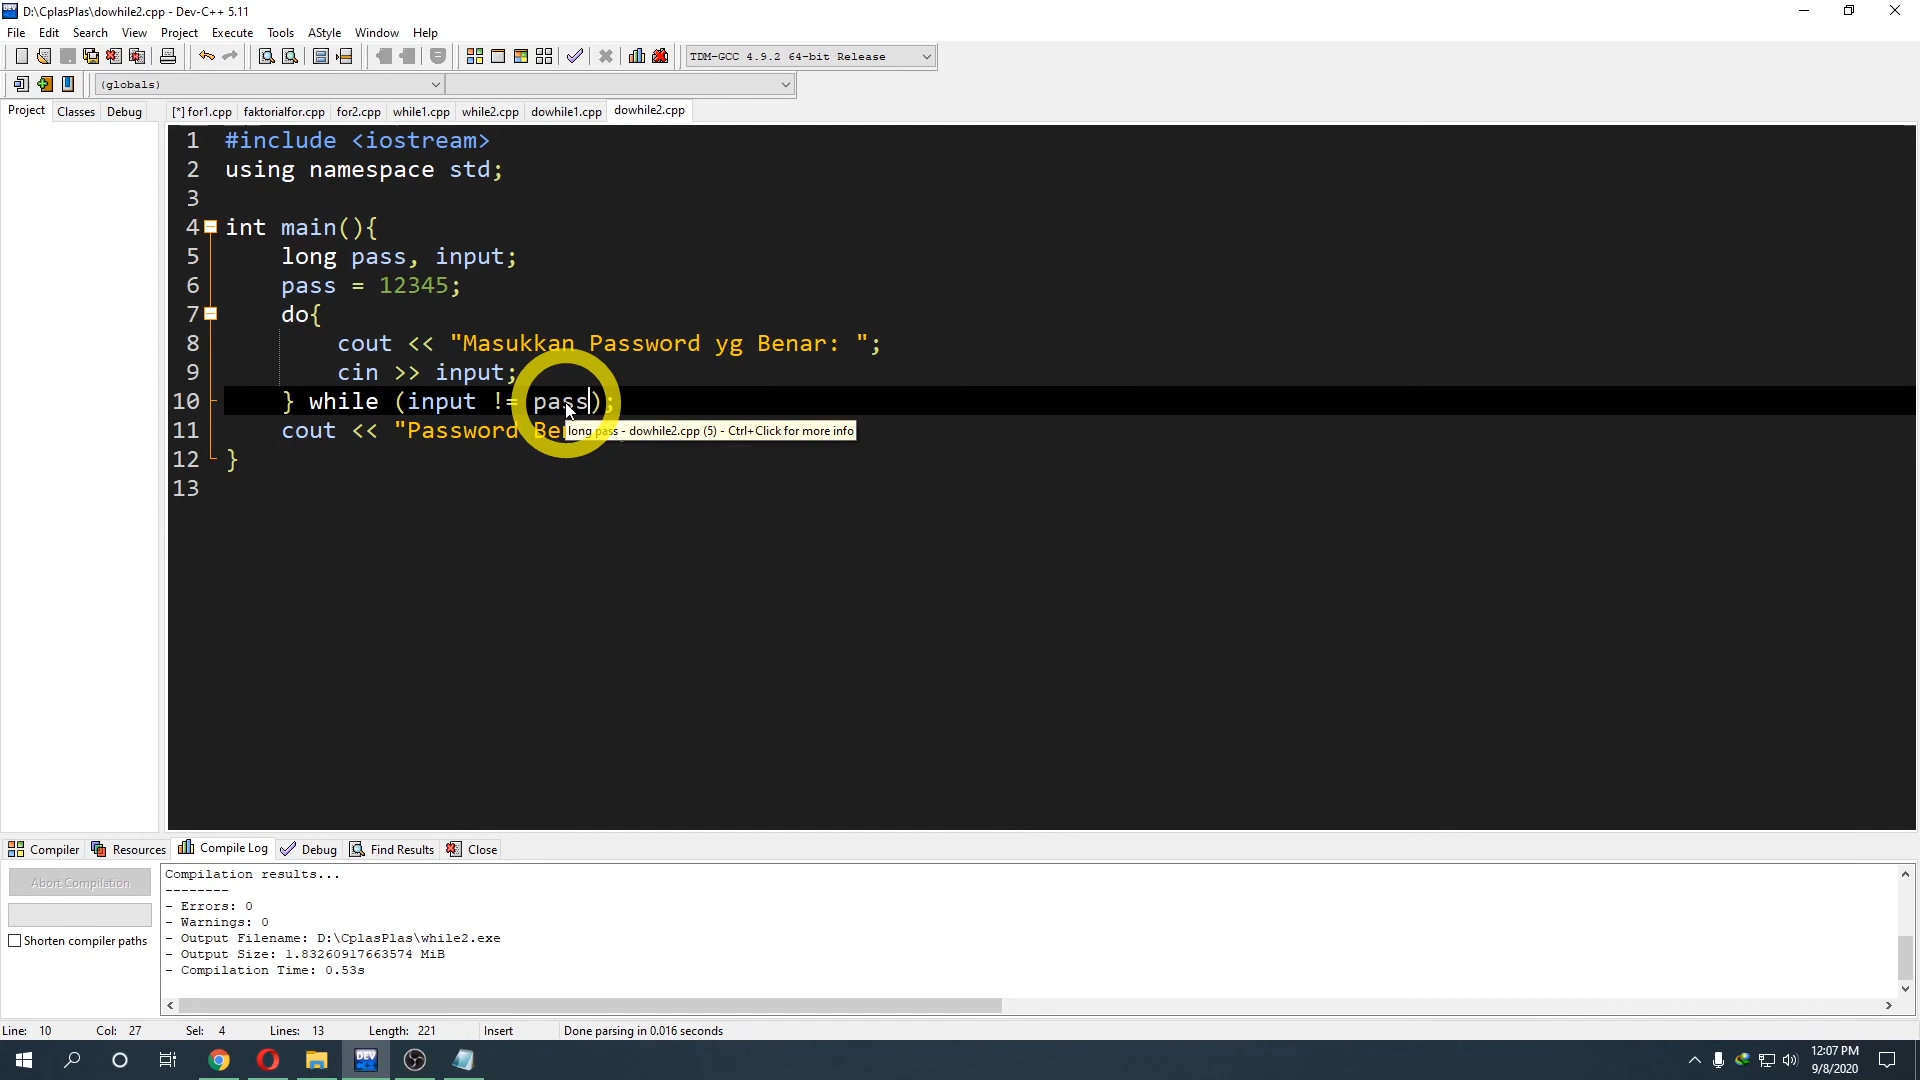 D:\CplasPlas\dowhile2.cpp - Dev-C++ 5.11
File Edit Search View Project Execute Tools AStyle Window Help
TDM-GCC 4.9.2 64-bit Release
(globals)
Project Classes Debug [*] for1.cpp faktorialfor.cpp for2.cpp while1.cpp while2.cpp dowhile1.cpp dowhile2.cpp
1 #include <iostream>
2 using namespace std;
3
4 int main(){
5 long pass, input;
6 pass = 12345;
7 do{
8 cout << "Masukkan Password yg Benar: ";
9 cin >> input;
10 } while (input != pass);
11 cout << "Password Be
long pass - dowhile2.cpp (5) - Ctrl+Click for more info
12 }
13
Compiler Resources Compile Log Debug Find Results Close
Abort Compilation
Shorten compiler paths
Compilation results...
--------
- Errors: 0
- Warnings: 0
- Output Filename: D:\CplasPlas\while2.exe
- Output Size: 1.83260917663574 MiB
- Compilation Time: 0.53s
Line: 10 Col: 27 Sel: 4 Lines: 13 Length: 221 Insert Done parsing in 0.016 seconds
DEV
12:07 PM
9/8/2020